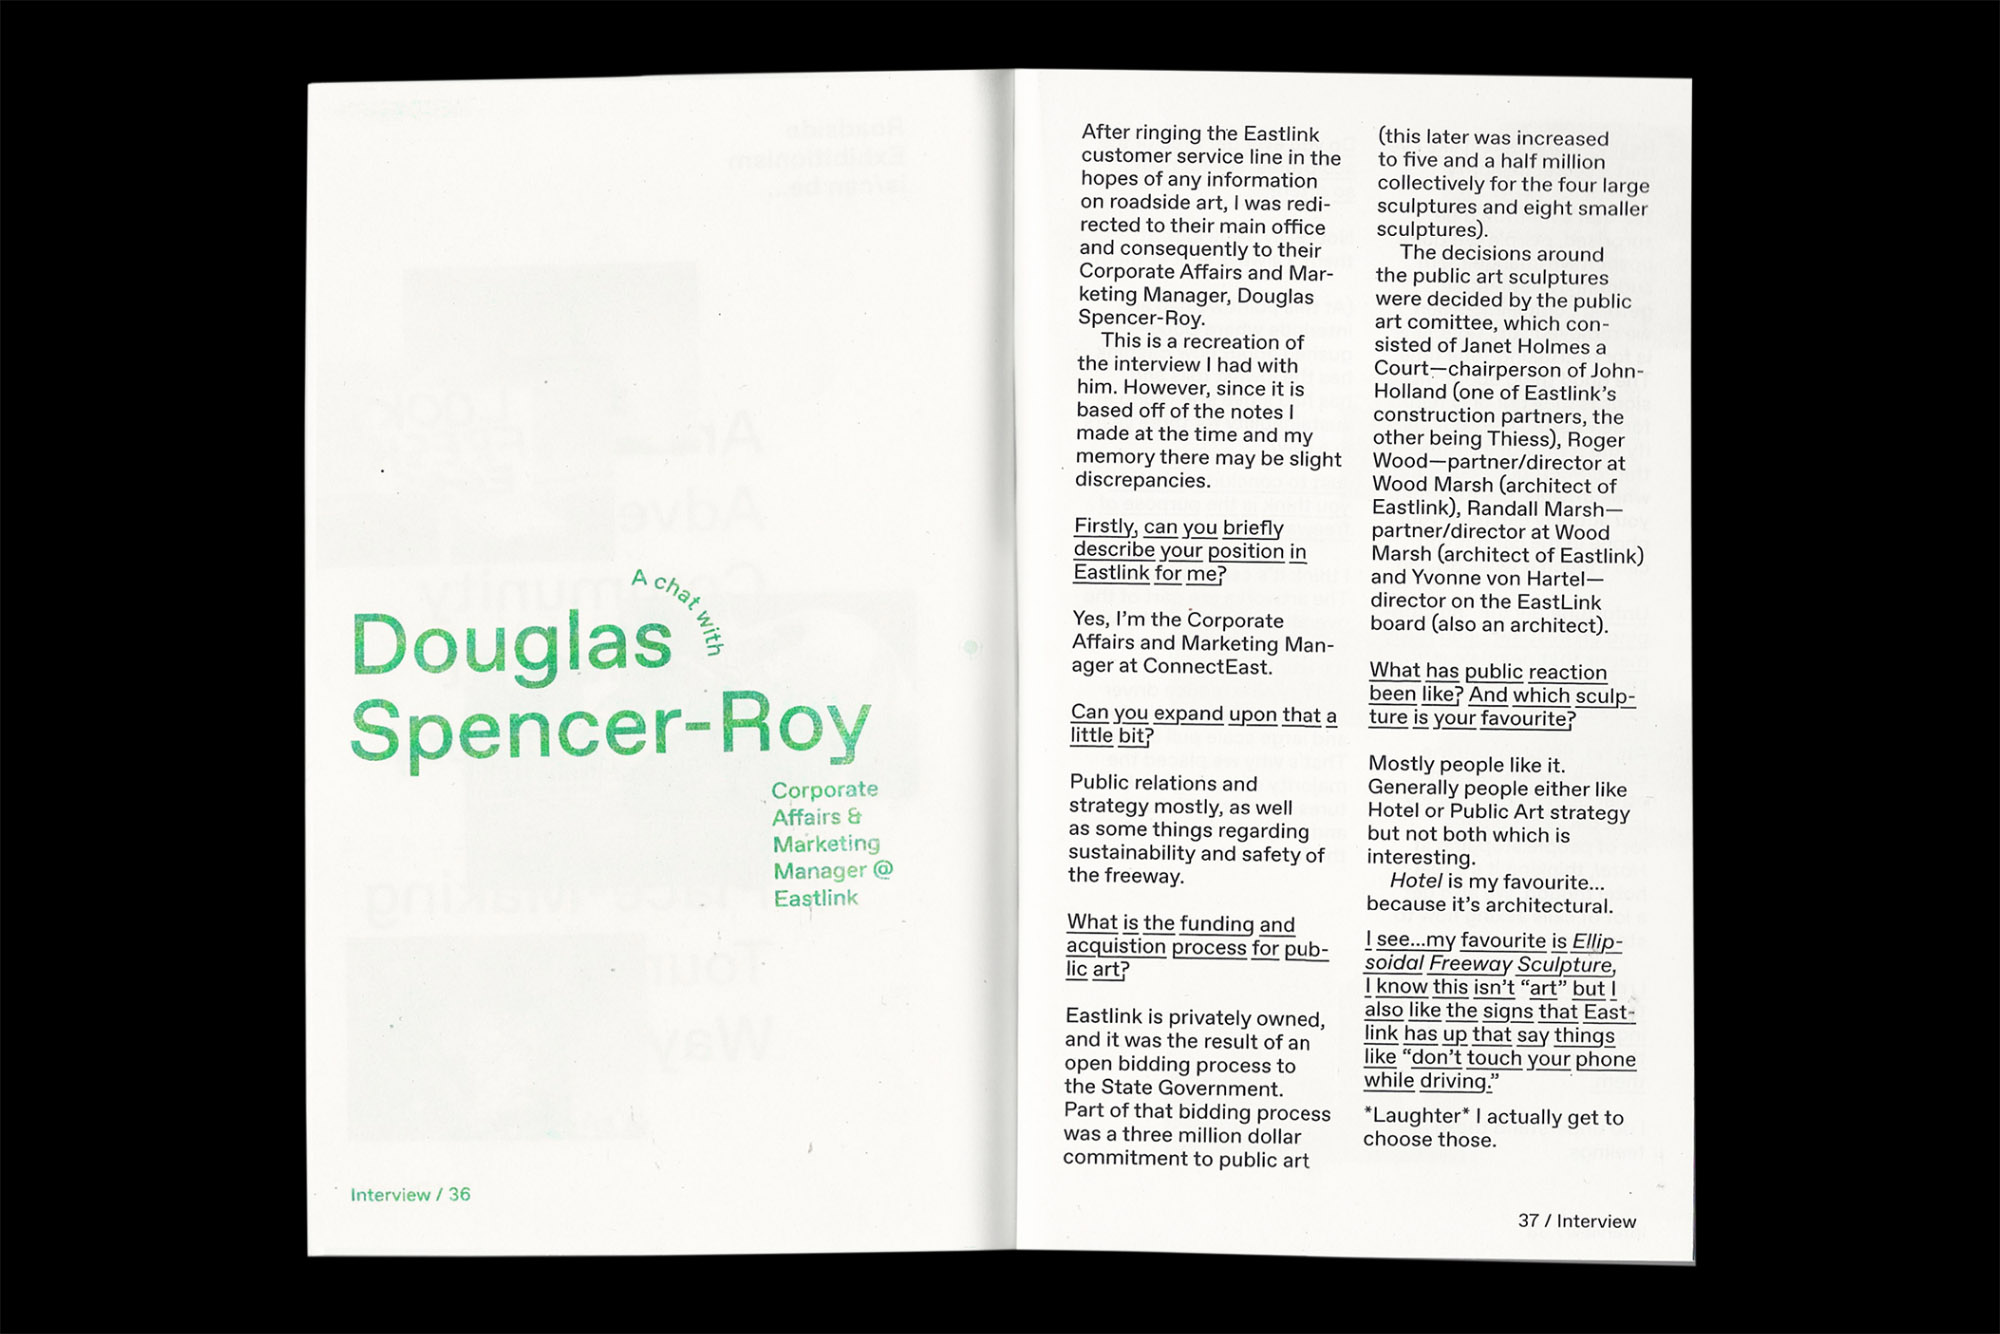 A chat with
Douglas
Spencer-Roy
Corporate
Affairs &
Marketing
Manager @
Eastlink
Interview / 36
After ringing the Eastlink
customer service line in the
hopes of any information
on roadside art, I was redi-
rected to their main office
and consequently to their
Corporate Affairs and Mar-
keting Manager, Douglas
Spencer-Roy.
This is a recreation of
the interview I had with
him. However, since it is
based off of the notes I
made at the time and my
memory there may be slight
discrepancies.
Firstly, can you briefly
describe your position in
Eastlink for me?
Yes, I'm the Corporate
Affairs and Marketing Man-
ager at ConnectEast.
Can you expand upon that a
little bit?
Public relations and
strategy mostly, as well
as some things regarding
sustainability and safety of
the freeway.
What is the funding and
acquistion process for pub-
lic art?
Eastlink is privately owned,
and it was the result of an
open bidding process to
the State Government.
Part of that bidding process
was a three million dollar
commitment to public art
(this later was increased
to five and a half million
collectively for the four large
sculptures and eight smaller
sculptures).
The decisions around
the public art sculptures
were decided by the public
art comittee, which con-
sisted of Janet Holmes a
Court—chairperson of John-
Holland (one of Eastlink's
construction partners, the
other being Thiess), Roger
Wood—partner/director at
Wood Marsh (architect of
Eastlink), Randall Marsh—
partner/director at Wood
Marsh (architect of Eastlink)
and Yvonne von Hartel—
director on the EastLink
board (also an architect).
What has public reaction
been like? And which sculp-
ture is your favourite?
Mostly people like it.
Generally people either like
Hotel or Public Art strategy
but not both which is
interesting.
Hotel is my favourite...
because it's architectural.
I see...my favourite is Ellip-
soidal Freeway Sculpture,
I know this isn't “art” but I
also like the signs that East-
link has up that say things
like “don't touch your phone
while driving.”
*Laughter* I actually get to
choose those.
37 / Interview